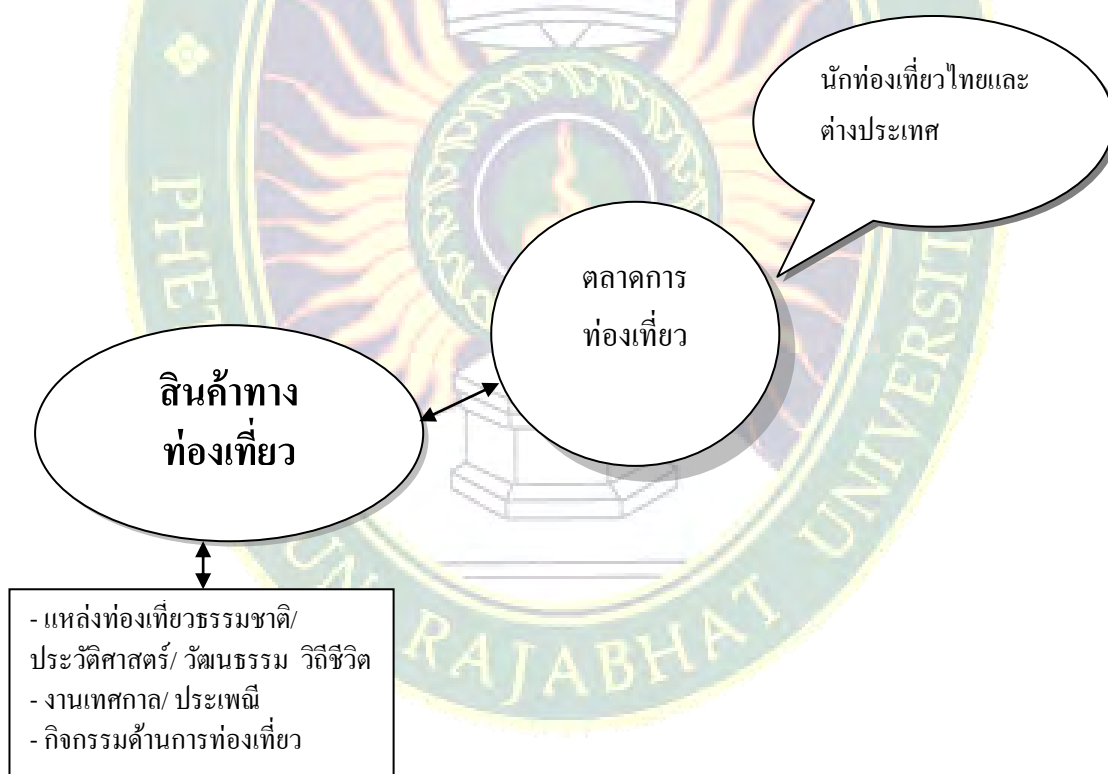 นักท่องเที่ยวไทยและ
ต่างประเทศ
ตลาดการ
ท่องเที่ยว
สินค้าทาง
ท่องเที่ยว
- แหล่งท่องเที่ยวธรรมชาติ/
ประวัติศาสตร์/ วัฒนธรรม วิถีชีวิต
- งานเทศกาล/ ประเพณี
- กิจกรรมด้านการท่องเที่ยว
RAJABHAT UNIVERSIT